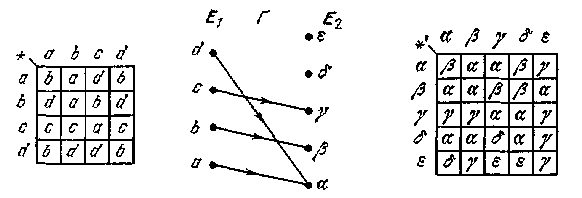 * a b c d
a b a d b
b d a b d
c c c a c
d b d d b
E₁ Γ E₂
ε
d
δ
c
γ
b
β
a
α
*' α β γ δ ε
α β α α β γ
β α α β β α
γ γ γ α α γ
δ α α δ α γ
ε δ γ ε ε γ